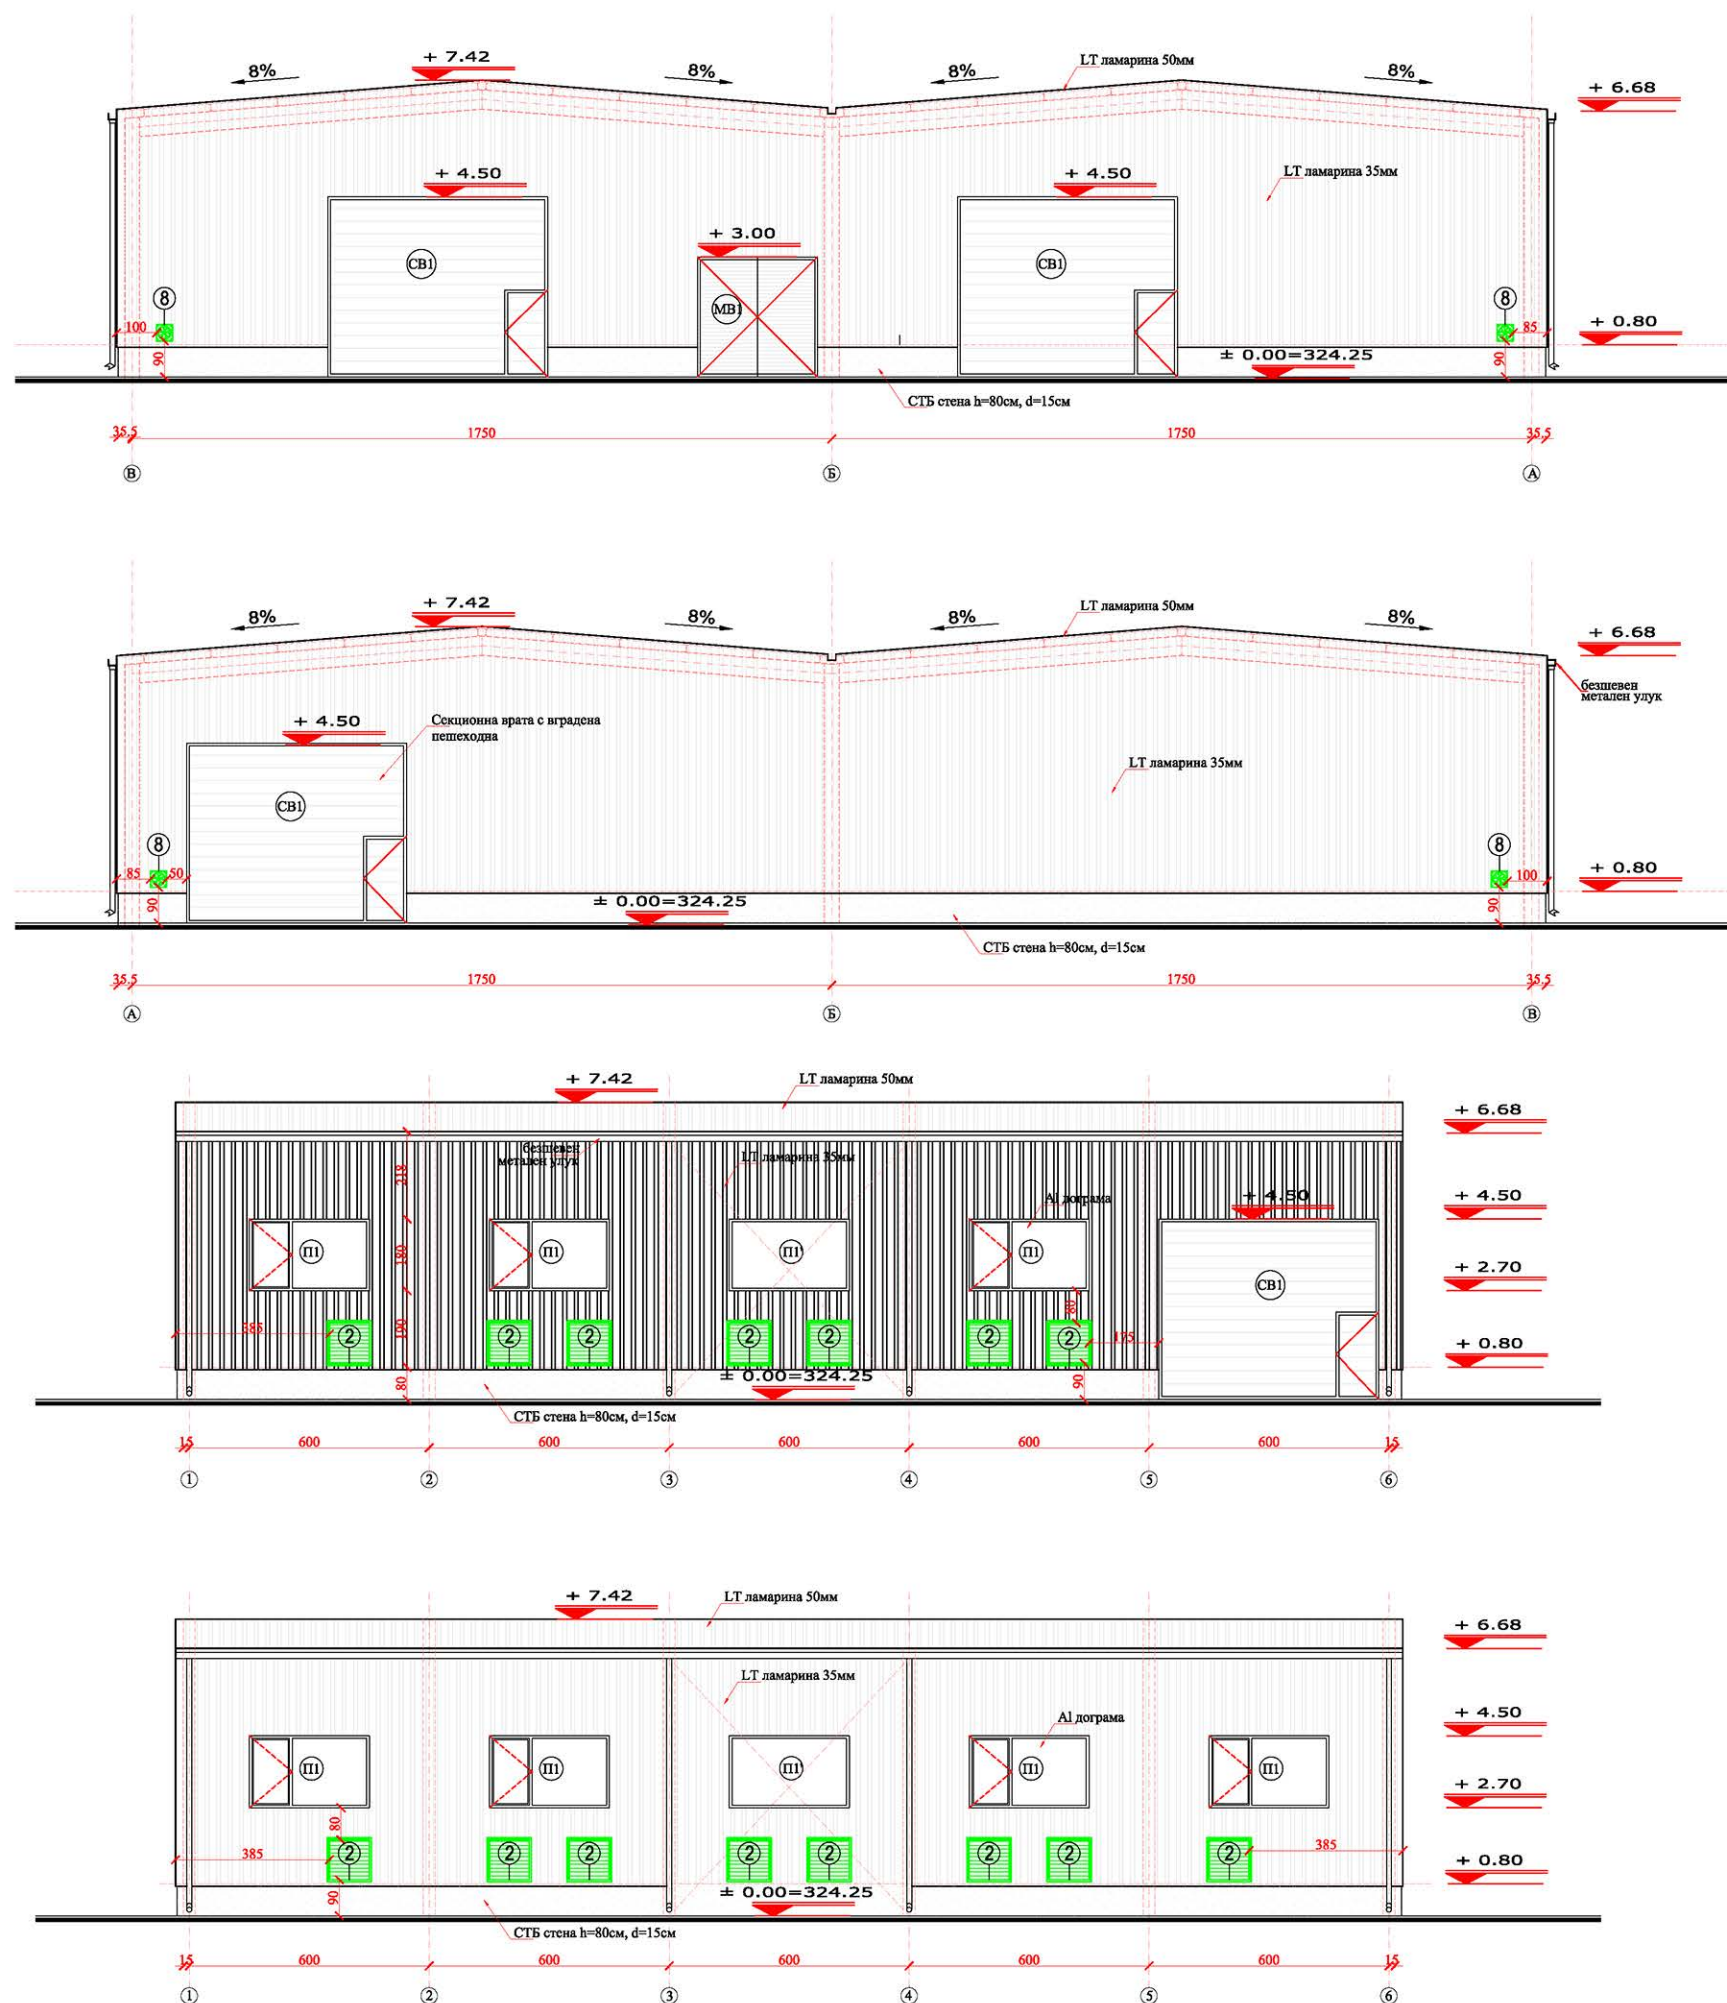 + 7.42
LT ламарина 50мм
8%
8%
8%
8%
+ 6.68
+ 4.50
+ 4.50
LT ламарина 35мм
+ 3.00
СВ1
СВ1
МВ1
8
8
100
85
+ 0.80
90
90
± 0.00=324.25
СТБ стена h=80см, d=15см
35.5
1750
1750
35.5
В
Б
А
+ 7.42
LT ламарина 50мм
8%
8%
8%
8%
+ 6.68
безшевен
метален улук
+ 4.50
Секционна врата с вградена
пешеходна
LT ламарина 35мм
СВ1
8
8
85
50
100
+ 0.80
90
90
± 0.00=324.25
СТБ стена h=80см, d=15см
35.5
1750
1750
35.5
А
Б
В
+ 7.42
LT ламарина 50мм
+ 6.68
безшевен
метален улук
LT ламарина 35мм
218
Al дограма
+ 4.50
+ 4.50
П1
П1
П1'
П1
180
СВ1
+ 2.70
80
385
190
2
2
2
2
2
2
2
175
+ 0.80
80
90
± 0.00=324.25
СТБ стена h=80см, d=15см
15
600
600
600
600
600
15
1
2
3
4
5
6
+ 7.42
LT ламарина 50мм
+ 6.68
LT ламарина 35мм
Al дограма
+ 4.50
П1
П1
П1'
П1
П1
+ 2.70
80
385
2
2
2
2
2
2
2
2
385
+ 0.80
90
± 0.00=324.25
СТБ стена h=80см, d=15см
15
600
600
600
600
600
15
1
2
3
4
5
6